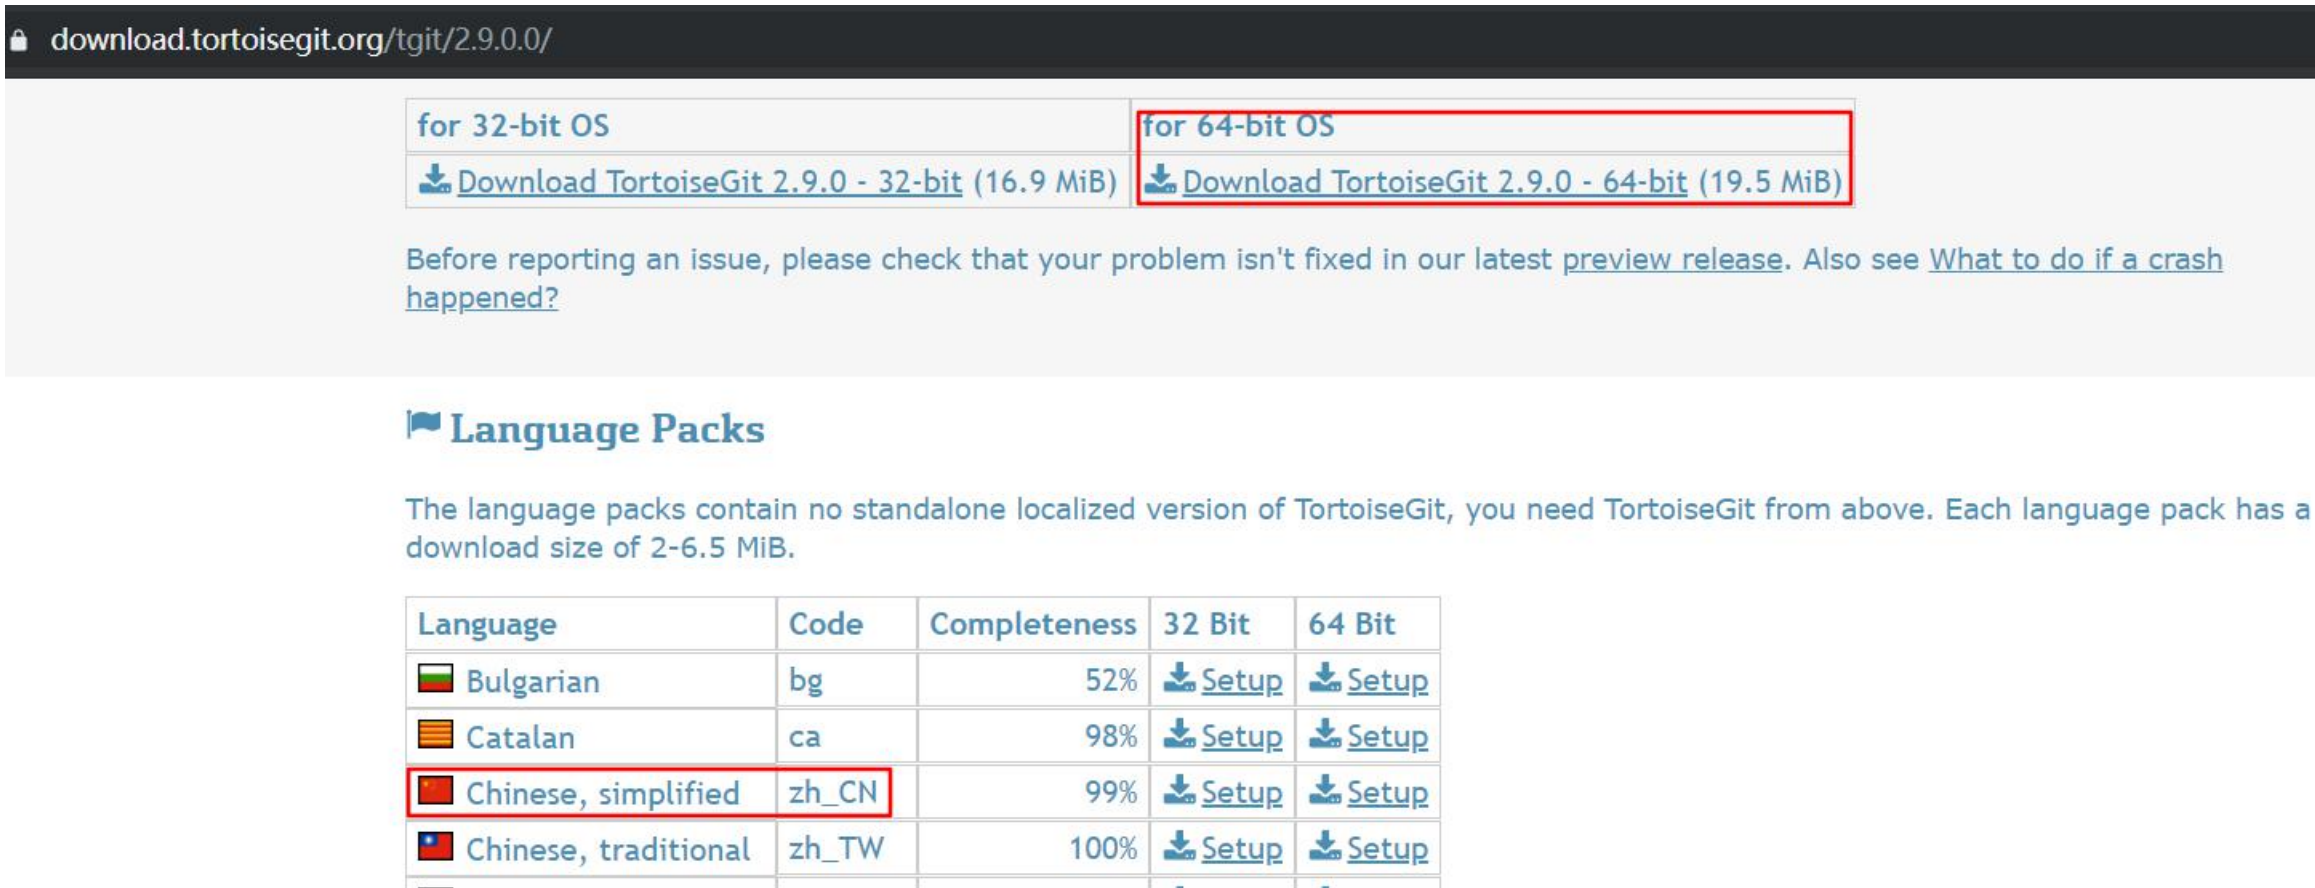 download.tortoisegit.org/tgit/2.9.0.0/
for 32-bit OS for 64-bit OS
Download TortoiseGit 2.9.0 - 32-bit (16.9 MiB) Download TortoiseGit 2.9.0 - 64-bit (19.5 MiB)
Before reporting an issue, please check that your problem isn't fixed in our latest preview release. Also see What to do if a crash
happened?
Language Packs
The language packs contain no standalone localized version of TortoiseGit, you need TortoiseGit from above. Each language pack has a
download size of 2-6.5 MiB.
Language Code Completeness 32 Bit 64 Bit
Bulgarian bg 52% Setup Setup
Catalan ca 98% Setup Setup
Chinese, simplified zh_CN 99% Setup Setup
Chinese, traditional zh_TW 100% Setup Setup